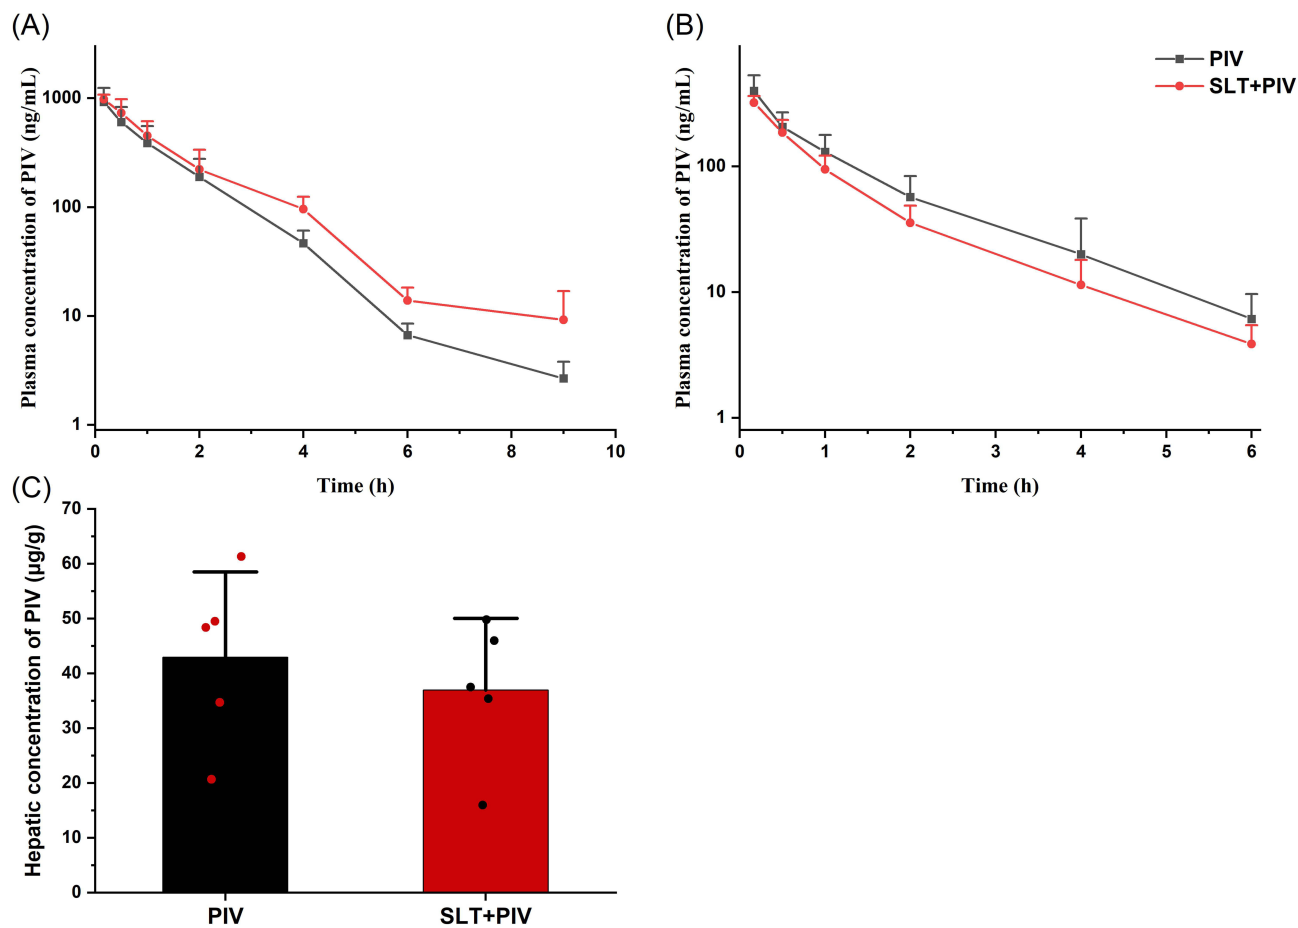 (A)
Plasma concentration of PIV (ng/mL)
1000
100
10
1
0 2 4 6 8 10
Time (h)
(B)
PIV
SLT+PIV
Plasma concentration of PIV (ng/mL)
100
10
1
0 1 2 3 4 5 6
Time (h)
(C)
Hepatic concentration of PIV (μg/g)
70
60
50
40
30
20
10
0
PIV SLT+PIV